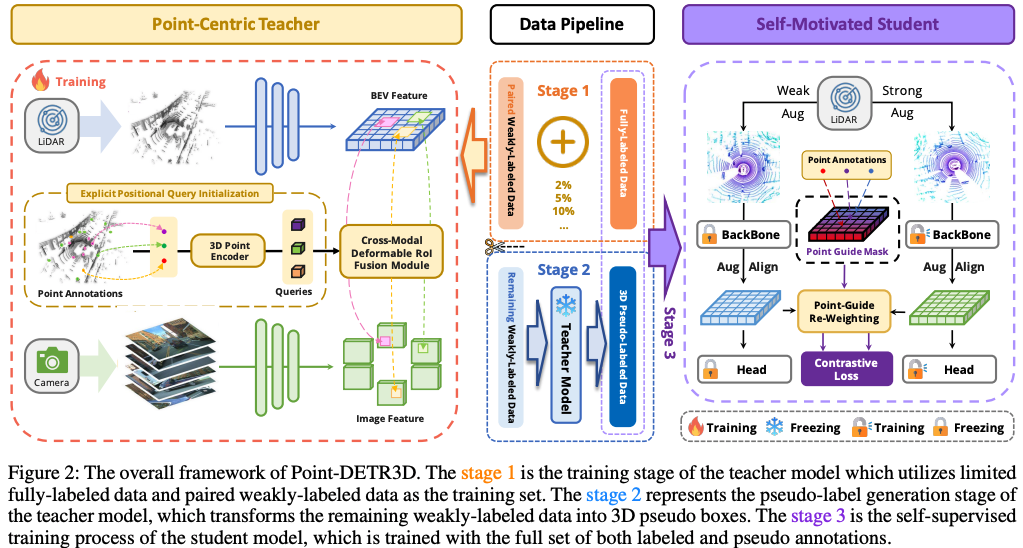 Point-Centric Teacher
Data Pipeline
Self-Motivated Student
Training
LiDAR
BEV Feature
Explicit Positional Query Initialization
3D Point
Encoder
Point Annotations
Queries
Cross-Modal
Deformable RoI
Fusion Module
Camera
Image Feature
Paired Weakly-Labeled Data
Stage 1
2%
5%
10%
...
Fully-Labeled Data
Remaining Weakly-Labeled Data
Stage 2
Teacher Model
3D Pseudo-Labeled Data
Stage 3
Weak
Aug
LiDAR
Strong
Aug
Point Annotations
BackBone
Point Guide Mask
BackBone
Aug Align
Aug Align
Point-Guide
Re-Weighting
Head
Contrastive
Loss
Head
Training
Freezing
Training
Freezing
Figure 2: The overall framework of Point-DETR3D. The stage 1 is the training stage of the teacher model which utilizes limited
fully-labeled data and paired weakly-labeled data as the training set. The stage 2 represents the pseudo-label generation stage of
the teacher model, which transforms the remaining weakly-labeled data into 3D pseudo boxes. The stage 3 is the self-supervised
training process of the student model, which is trained with the full set of both labeled and pseudo annotations.